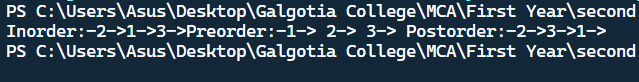 PS C:\Users\Asus\Desktop\Galgotia College\MCA\First Year\second
Inorder:-2->1->3->Preorder:-1-> 2-> 3-> Postorder:-2->3->1->
PS C:\Users\Asus\Desktop\Galgotia College\MCA\First Year\second